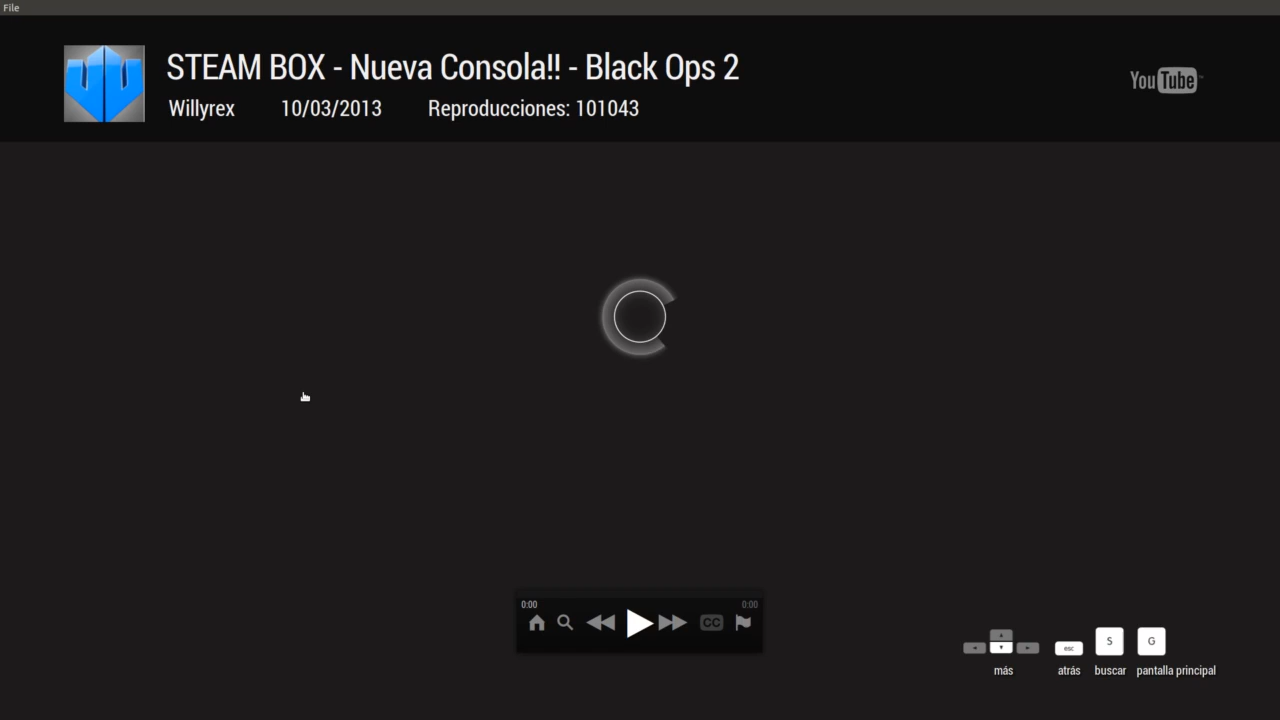 File
STEAM BOX - Nueva Consola!! - Black Ops 2
Willyrex 10/03/2013 Reproducciones: 101043
YouTube
0:00 0:00
CC
esc S G
más atrás buscar pantalla principal